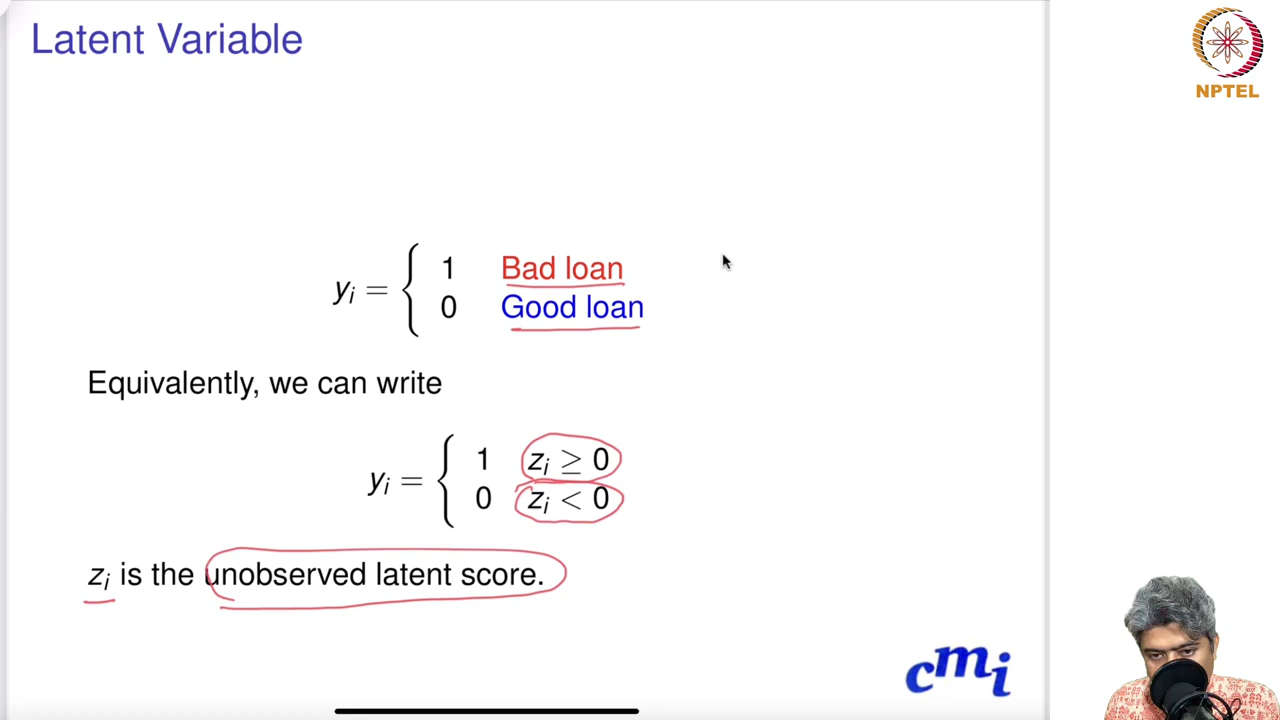 Latent Variable
NPTEL
yᵢ = { 1 Bad loan
0 Good loan
Equivalently, we can write
yᵢ = { 1 zᵢ ≥ 0
0 zᵢ < 0
zᵢ is the unobserved latent score.
cmi